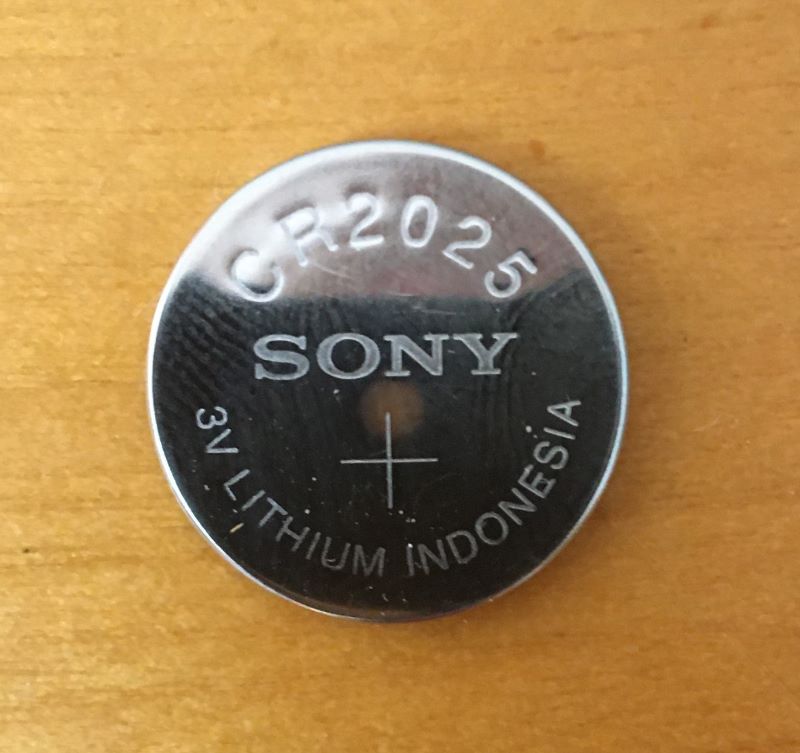 CR2025
SONY
+
3V LITHIUM INDONESIA